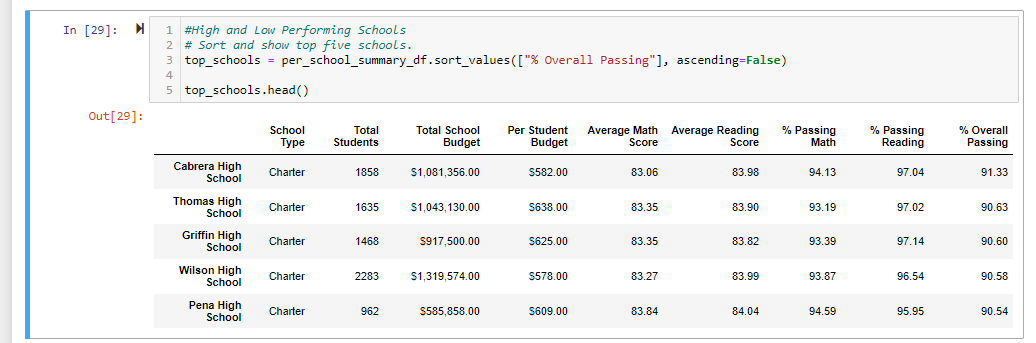 In [29]:
1 #High and Low Performing Schools
2 # Sort and show top five schools.
3 top_schools = per_school_summary_df.sort_values(["% Overall Passing"], ascending=False)
4
5 top_schools.head()
Out[29]:
School Type Total Students Total School Budget Per Student Budget Average Math Score Average Reading Score % Passing Math % Passing Reading % Overall Passing
Cabrera High School Charter 1858 $1,081,356.00 $582.00 83.06 83.98 94.13 97.04 91.33
Thomas High School Charter 1635 $1,043,130.00 $638.00 83.35 83.90 93.19 97.02 90.63
Griffin High School Charter 1468 $917,500.00 $625.00 83.35 83.82 93.39 97.14 90.60
Wilson High School Charter 2283 $1,319,574.00 $578.00 83.27 83.99 93.87 96.54 90.58
Pena High School Charter 962 $585,858.00 $609.00 83.84 84.04 94.59 95.95 90.54